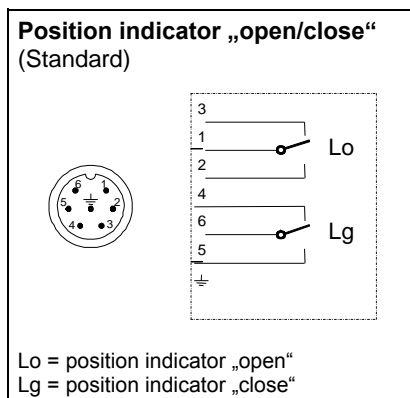 Position indicator „open/close“
(Standard)
3
1
Lo
2
4
6
Lg
5
6 1
5 2
4 3
Lo = position indicator „open“
Lg = position indicator „close“